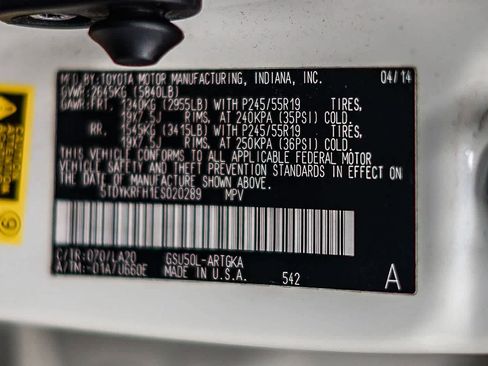 MFD.BY:TOYOTA MOTOR MANUFACTURING, INDIANA, INC. 04/14
GVWR:2645KG (5840LB)
GAWR:FRT. 1340KG (2955LB) WITH P245/55R19 TIRES,
19X7.5J RIMS, AT 240KPA (35PSI) COLD.
RR. 1545KG (3415LB) WITH P245/55R19 TIRES,
19X7.5J RIMS, AT 250KPA (36PSI) COLD.
THIS VEHICLE CONFORMS TO ALL APPLICABLE FEDERAL MOTOR
VEHICLE SAFETY AND THEFT PREVENTION STANDARDS IN EFFECT ON
THE DATE OF MANUFACTURE SHOWN ABOVE.
5TDYKRFH1ES020289 MPV
C/TR:070/LA20 GSU50L-ARTGKA
A/TM:-01A/U660E MADE IN U.S.A. 542
A